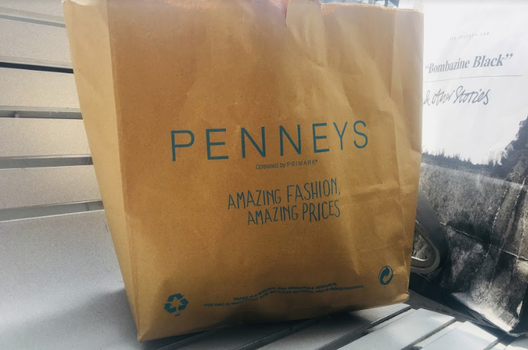 PENNEYS
AMAZING FASHION,
AMAZING PRICES
"Bombazine Black"
& other Stories